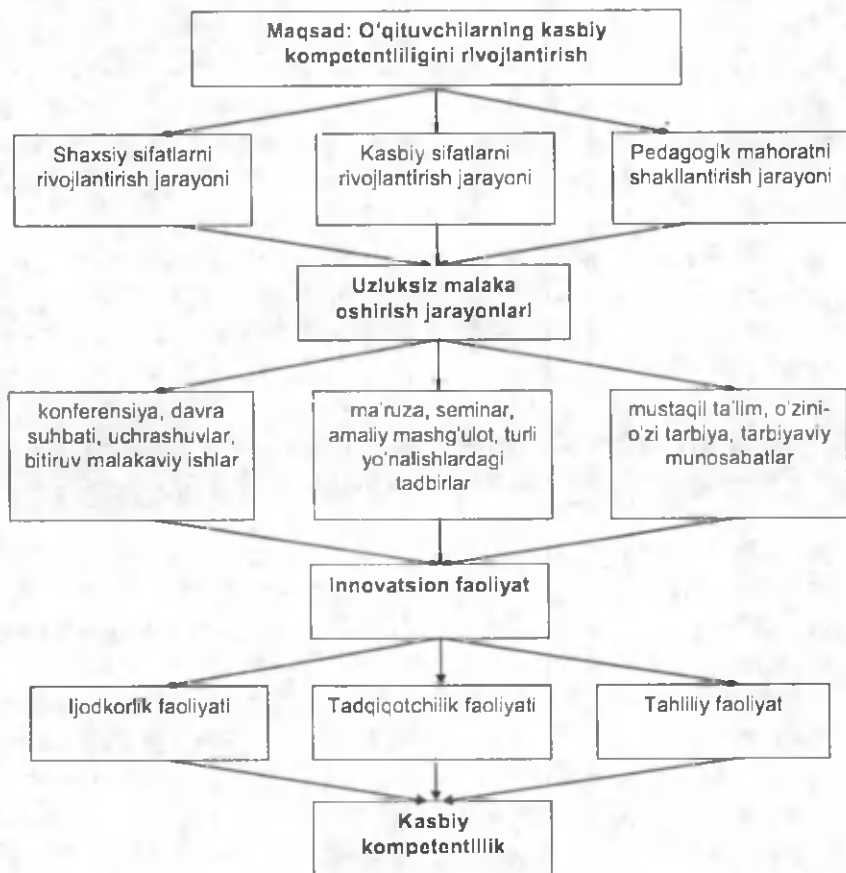 Maqsad: O'qituvchilarning kasbiy
kompetentliligini rivojlantirish
Shaxsiy sifatlarni
rivojlantirish jarayoni
Kasbiy sifatlarni
rivojlantirish jarayoni
Pedagogik mahoratni
shakllantirish jarayoni
Uzluksiz malaka
oshirish jarayonlari
konferensiya, davra
suhbati, uchrashuvlar,
bitiruv malakaviy ishlar
ma'ruza, seminar,
amaliy mashg'ulot, turli
yo'nalishlardagi
tadbirlar
mustaqil ta'lim, o'zini-
o'zi tarbiya, tarbiyaviy
munosabatlar
Innovatsion faoliyat
Ijodkorlik faoliyati
Tadqiqotchilik faoliyati
Tahliliy faoliyat
Kasbiy
kompetentlilik